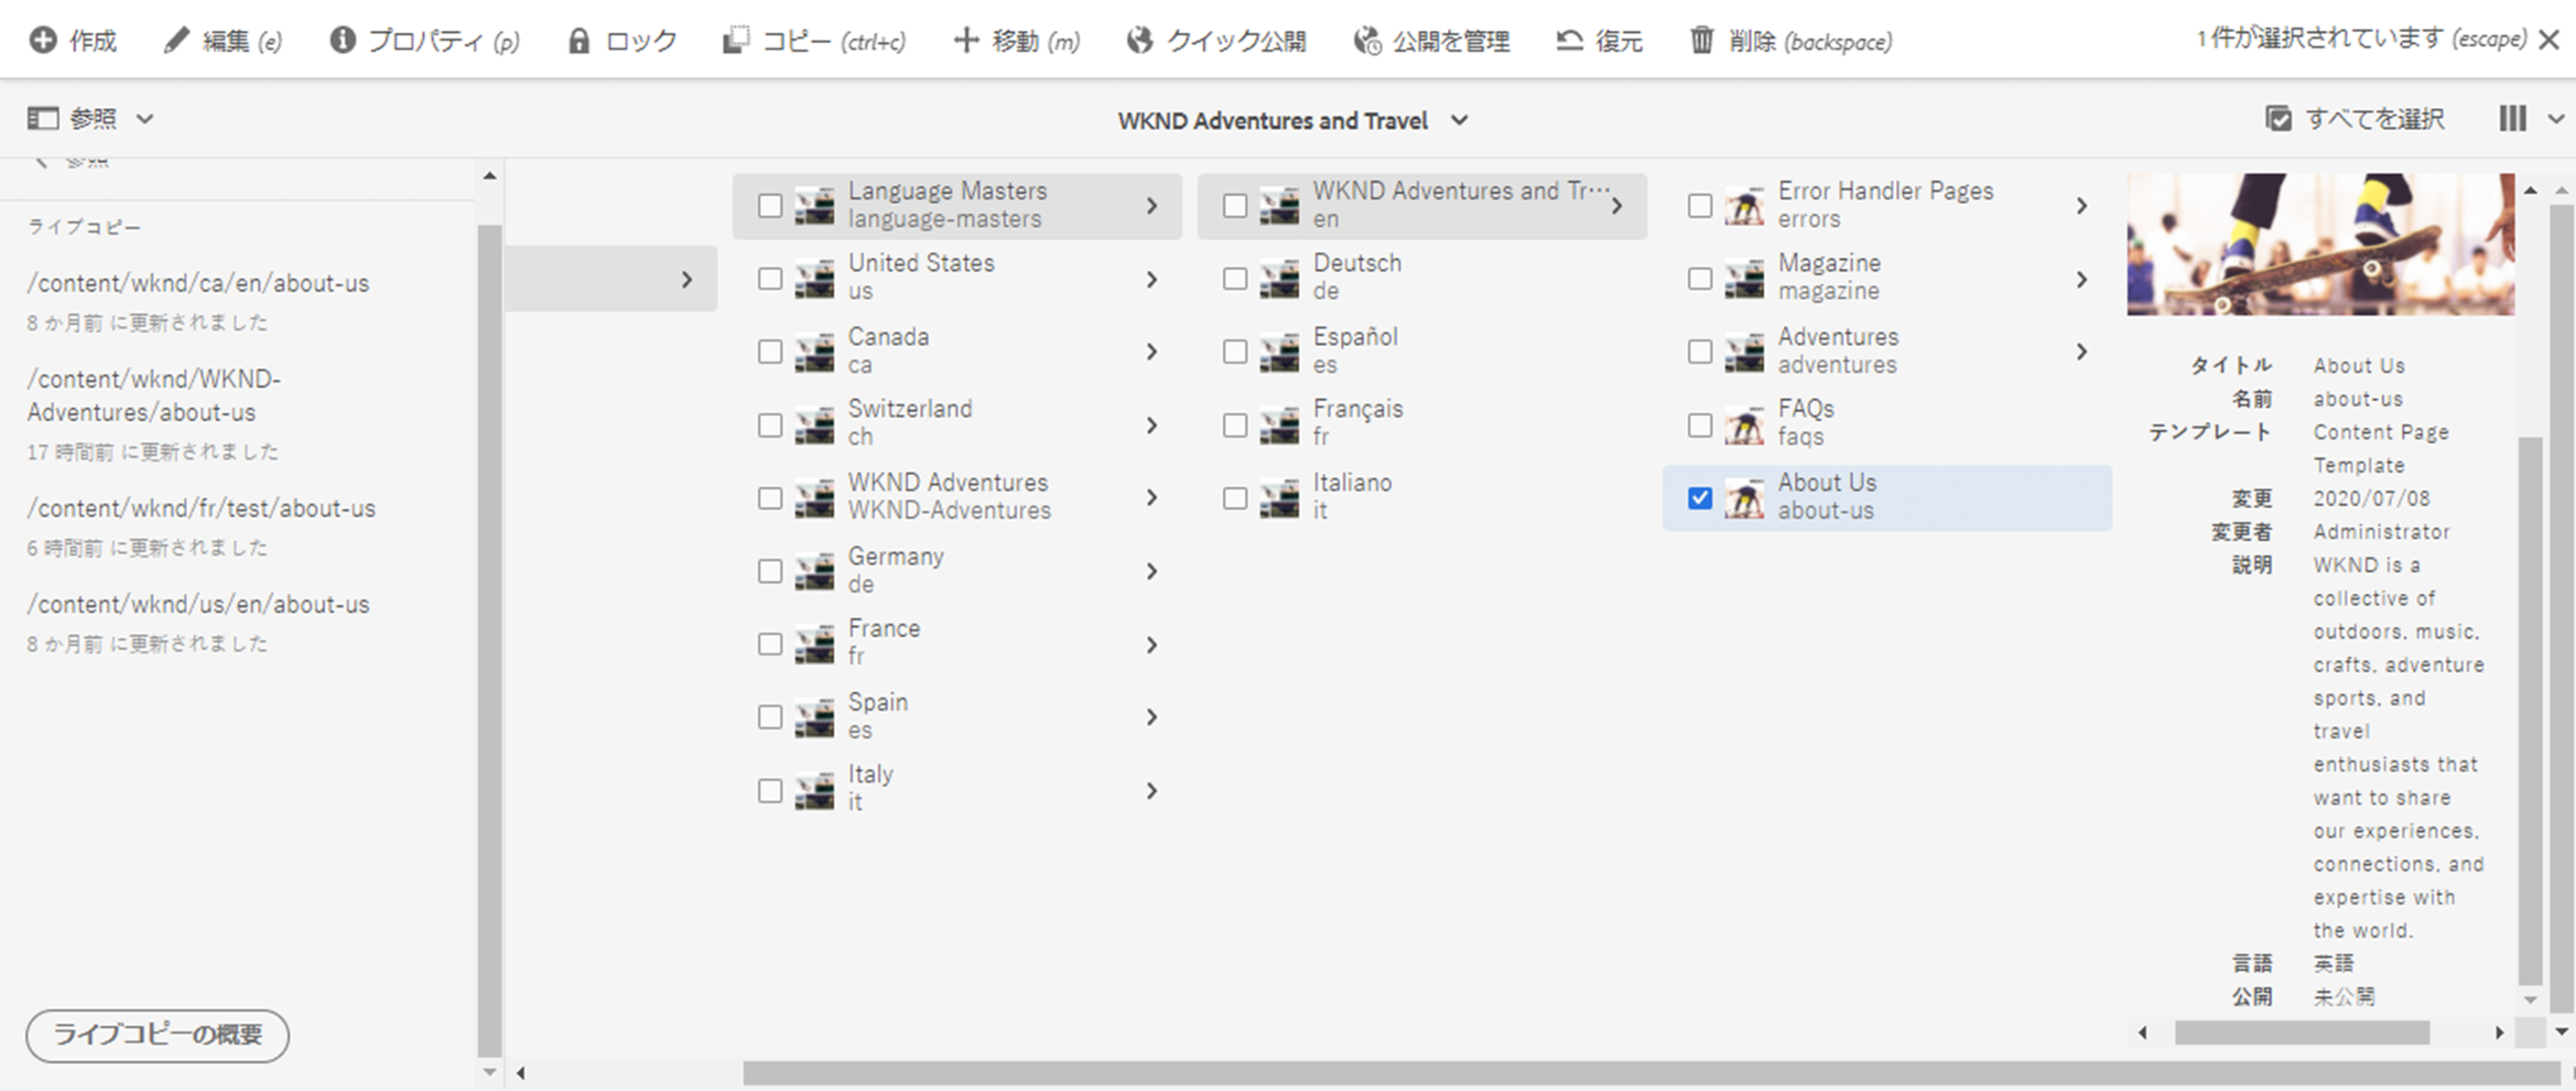 作成 編集 (e) プロパティ (p) ロック コピー (ctrl+c) 移動 (m) クイック公開 公開を管理 復元 削除 (backspace) 1 件が選択されています (escape)
参照 WKND Adventures and Travel すべてを選択
参照
ライブコピー
/content/wknd/ca/en/about-us
8 か月前 に更新されました
/content/wknd/WKND-
Adventures/about-us
17 時間前 に更新されました
/content/wknd/fr/test/about-us
6 時間前 に更新されました
/content/wknd/us/en/about-us
8 か月前 に更新されました
ライブコピーの概要
Language Masters
language-masters
United States
us
Canada
ca
Switzerland
ch
WKND Adventures
WKND-Adventures
Germany
de
France
fr
Spain
es
Italy
it
WKND Adventures and Tr…
en
Deutsch
de
Español
es
Français
fr
Italiano
it
Error Handler Pages
errors
Magazine
magazine
Adventures
adventures
FAQs
faqs
About Us
about-us
タイトル About Us
名前 about-us
テンプレート Content Page
Template
変更 2020/07/08
変更者 Administrator
説明 WKND is a
collective of
outdoors, music,
crafts, adventure
sports, and
travel
enthusiasts that
want to share
our experiences,
connections, and
expertise with
the world.
言語 英語
公開 未公開